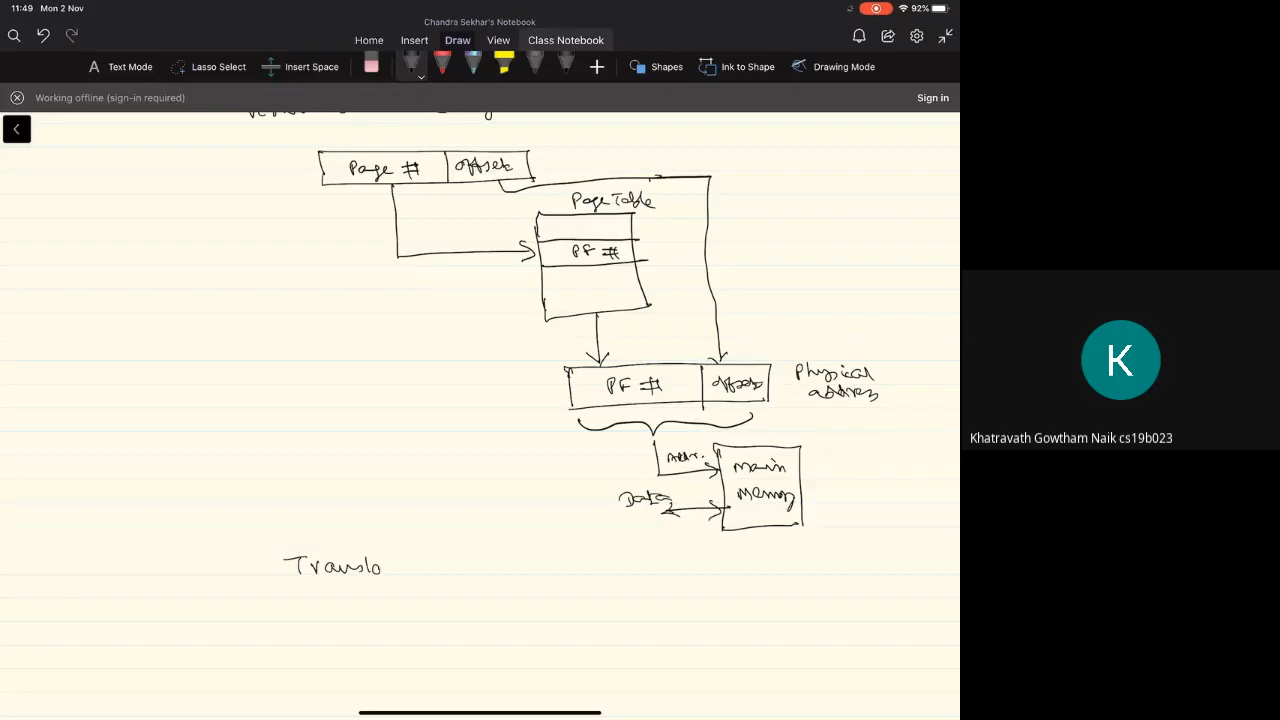 11:49 Mon 2 Nov
92%
Chandra Sekhar's Notebook
Home Insert Draw View Class Notebook
Text Mode Lasso Select Insert Space Shapes Ink to Shape Drawing Mode
Working offline (sign-in required) Sign in
Page # offset
Page Table
PF #
PF # offset
Physical address
Addr.
Main Memory
Data
K
Khatravath Gowtham Naik cs19b023
Translo